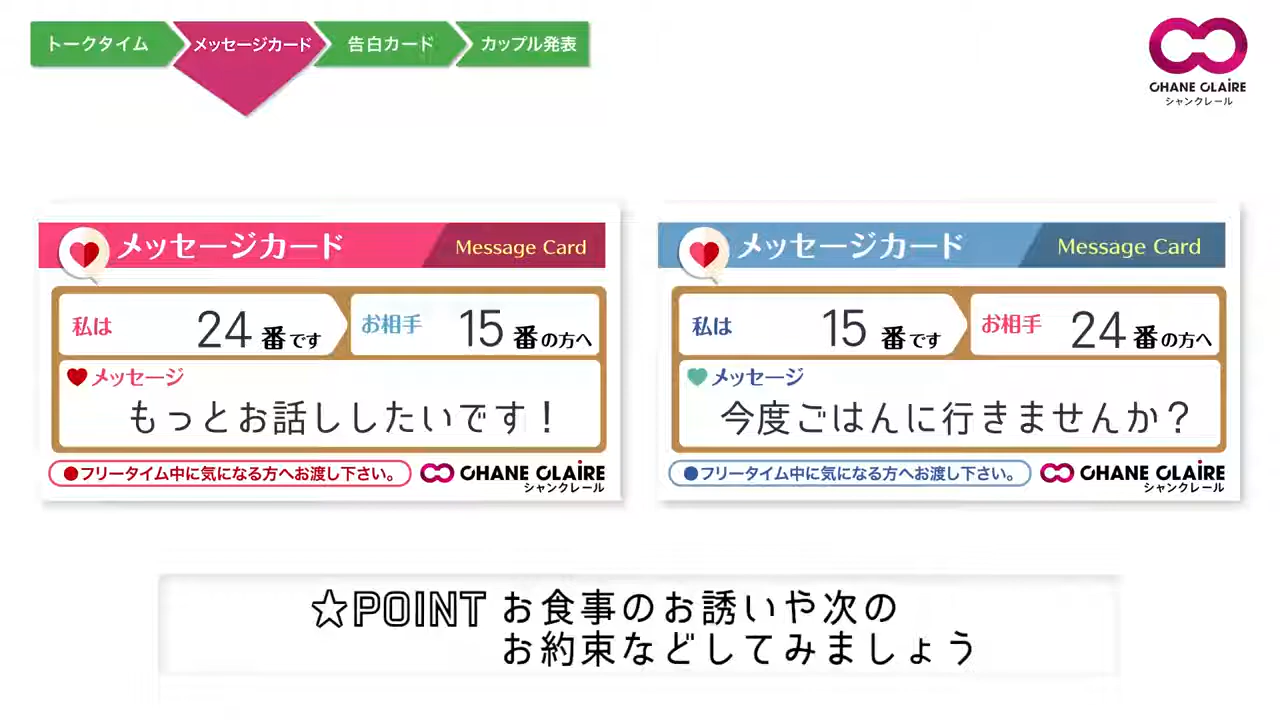 トークタイム
メッセージカード
告白カード
カップル発表
CHANE CLAIRE
シャンクレール
メッセージカード
Message Card
私は 24 番です
お相手 15 番の方へ
メッセージ
もっとお話ししたいです！
●フリータイム中に気になる方へお渡し下さい。
CHANE CLAIRE
シャンクレール
メッセージカード
Message Card
私は 15 番です
お相手 24 番の方へ
メッセージ
今度ごはんに行きませんか？
●フリータイム中に気になる方へお渡し下さい。
CHANE CLAIRE
シャンクレール
☆POINT お食事のお誘いや次の
お約束などしてみましょう